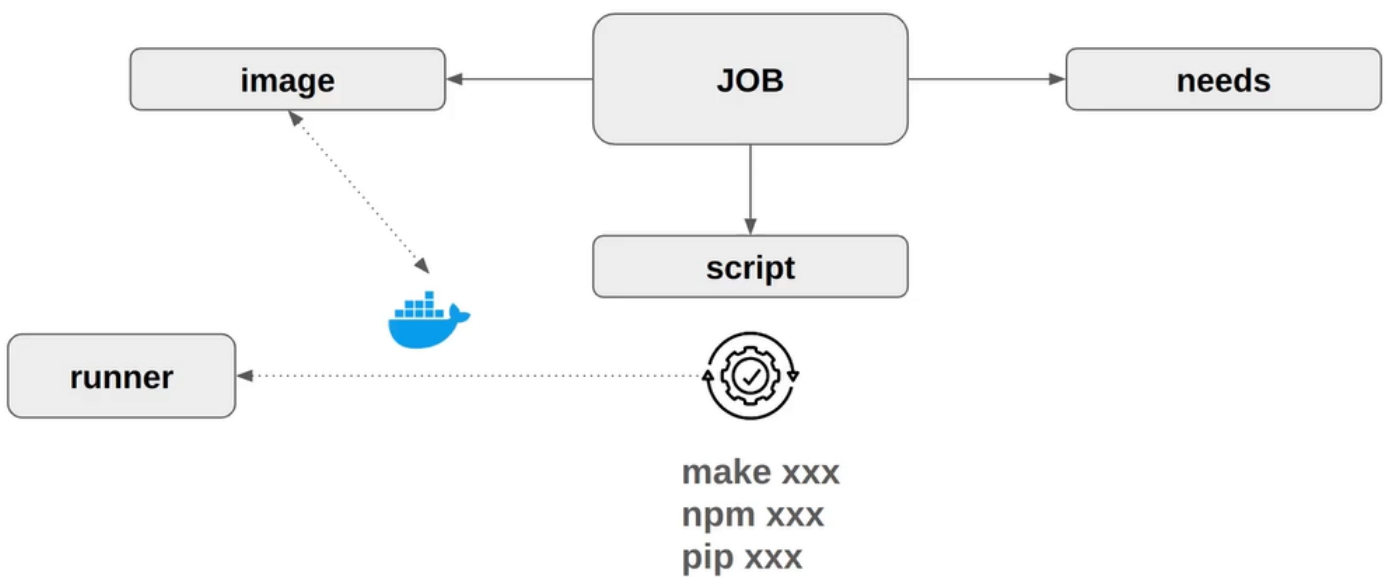 image
JOB
needs
script
runner
make xxx
npm xxx
pip xxx